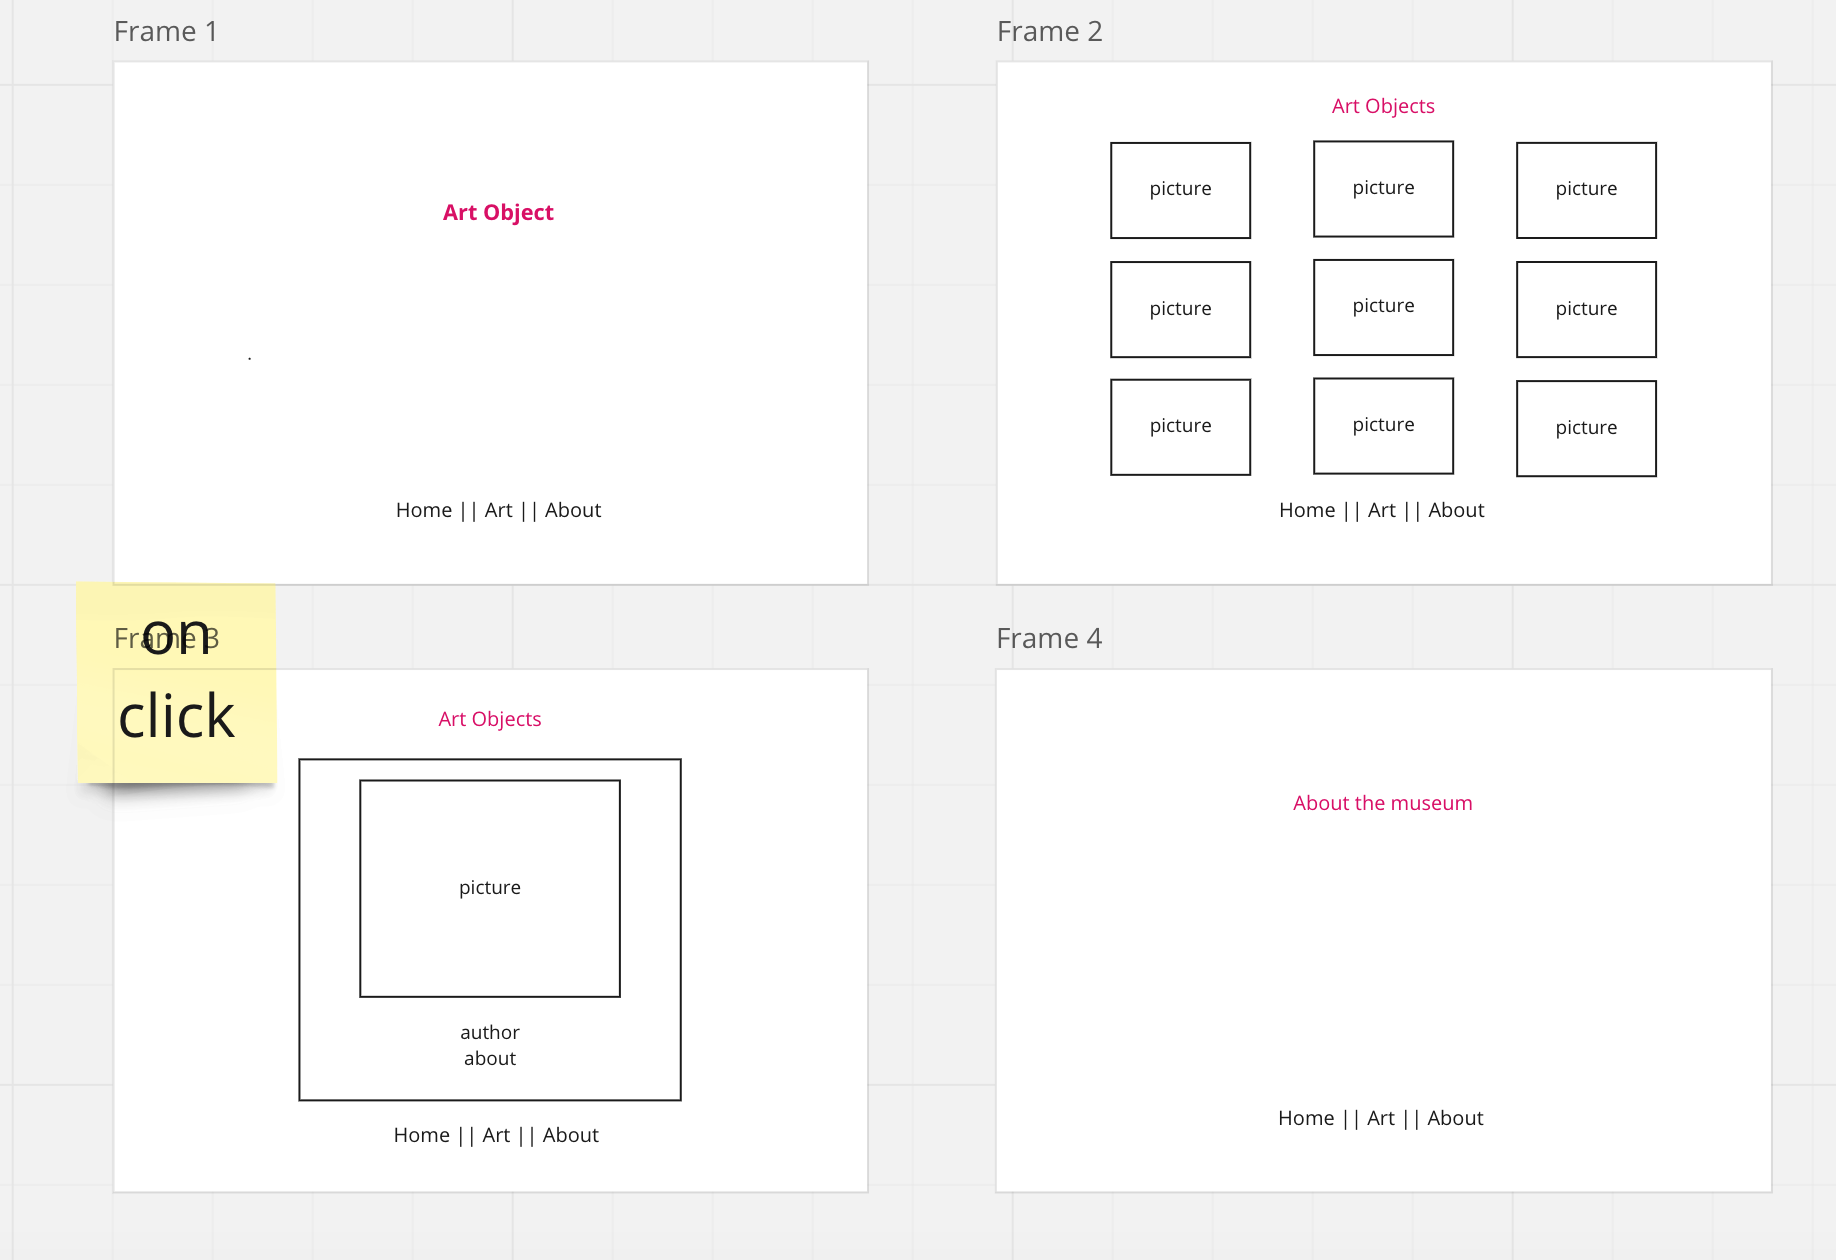 Frame 1
Art Object
.
Home || Art || About
Frame 2
Art Objects
picture
picture
picture
picture
picture
picture
picture
picture
picture
Home || Art || About
Frame 3
on
click
Art Objects
picture
author
about
Home || Art || About
Frame 4
About the museum
Home || Art || About